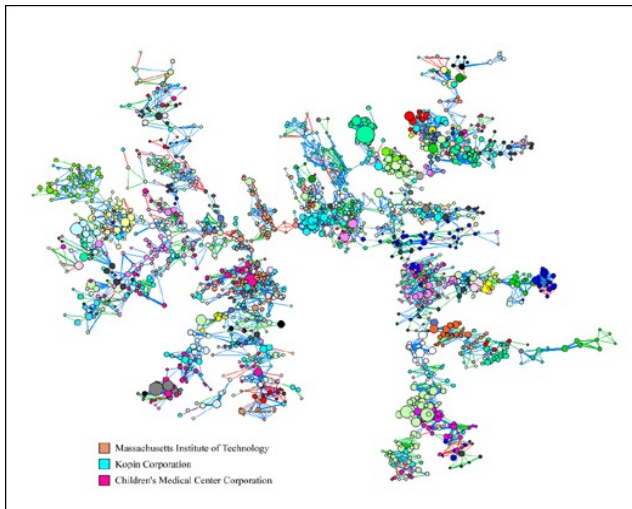 Massachusetts Institute of Technology
Kopin Corporation
Children's Medical Center Corporation